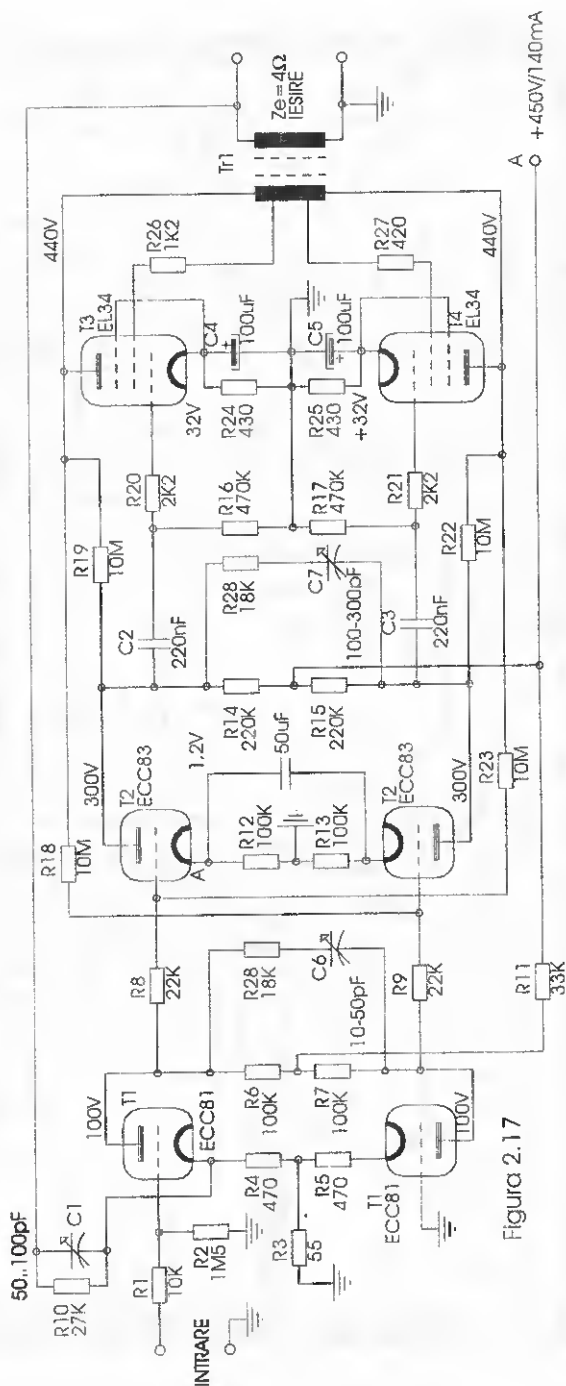 50..100pF
R10
27K
C1
INTRARE
R1
10K
R2
1M5
T1
ECC81
100V
R4
470
R5
470
R3
55
T1
ECC81
100V
R6
100K
R7
100K
R28
18K
C6
10-50pF
R8
22K
R9
22K
R11
33K
R18
10M
T2
ECC83
300V
1.2V
A
R12
100K
R13
100K
50uF
T2
ECC83
300V
R23
10M
R14
220K
R15
220K
R19
10M
C2
220nF
R28
18K
C7
100-300pF
C3
220nF
R22
10M
R16
470K
R17
470K
R20
2K2
R21
2K2
T3
EL34
32V
R24
430
R25
430
+32V
C4
+
100uF
C5
+
100uF
T4
EL34
R26
1K2
R27
420
440V
440V
Tr1
Ze=4Ω
IESIRE
A
+450V/140mA
Figura 2.17